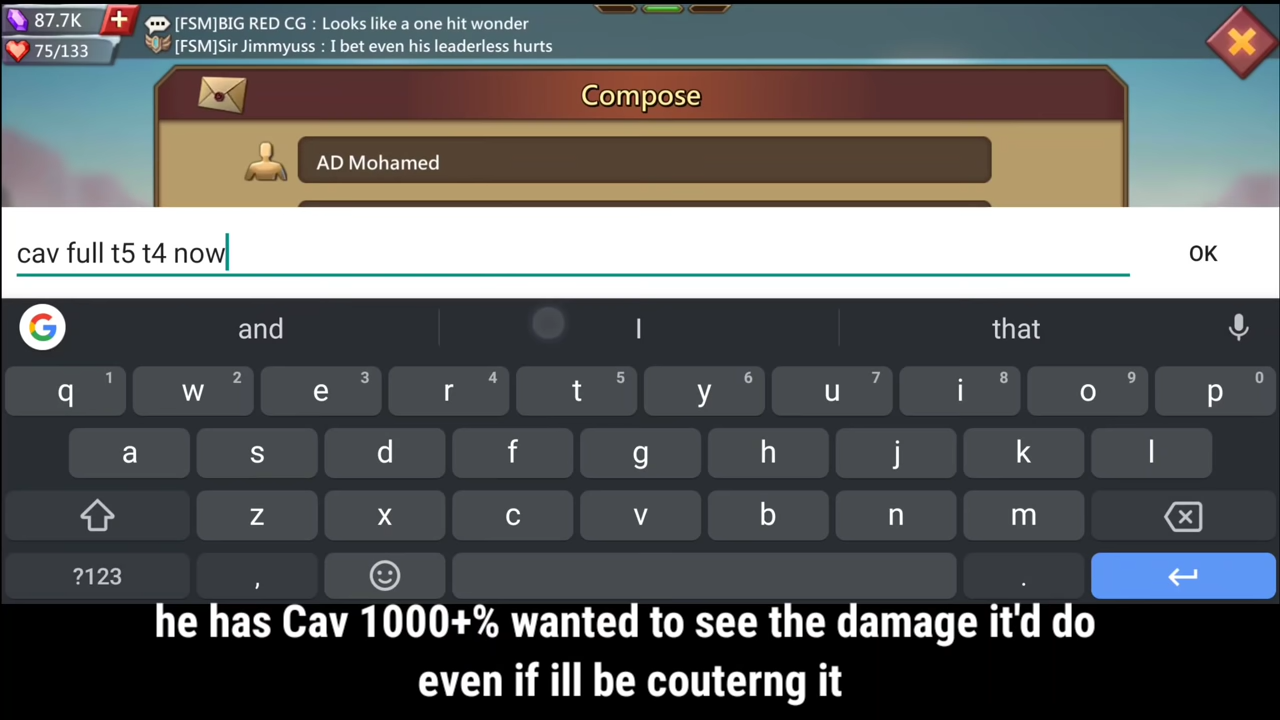 87.7K
[FSM]BIG RED CG : Looks like a one hit wonder
75/133
[FSM]Sir Jimmyuss : I bet even his leaderless hurts
Compose
AD Mohamed
cav full t5 t4 now
OK
and I that
q 1 w 2 e 3 r 4 t 5 y 6 u 7 i 8 o 9 p 0
a s d f g h j k l
z x c v b n m
?123 , .
he has Cav 1000+% wanted to see the damage it'd do
even if ill be couterng it